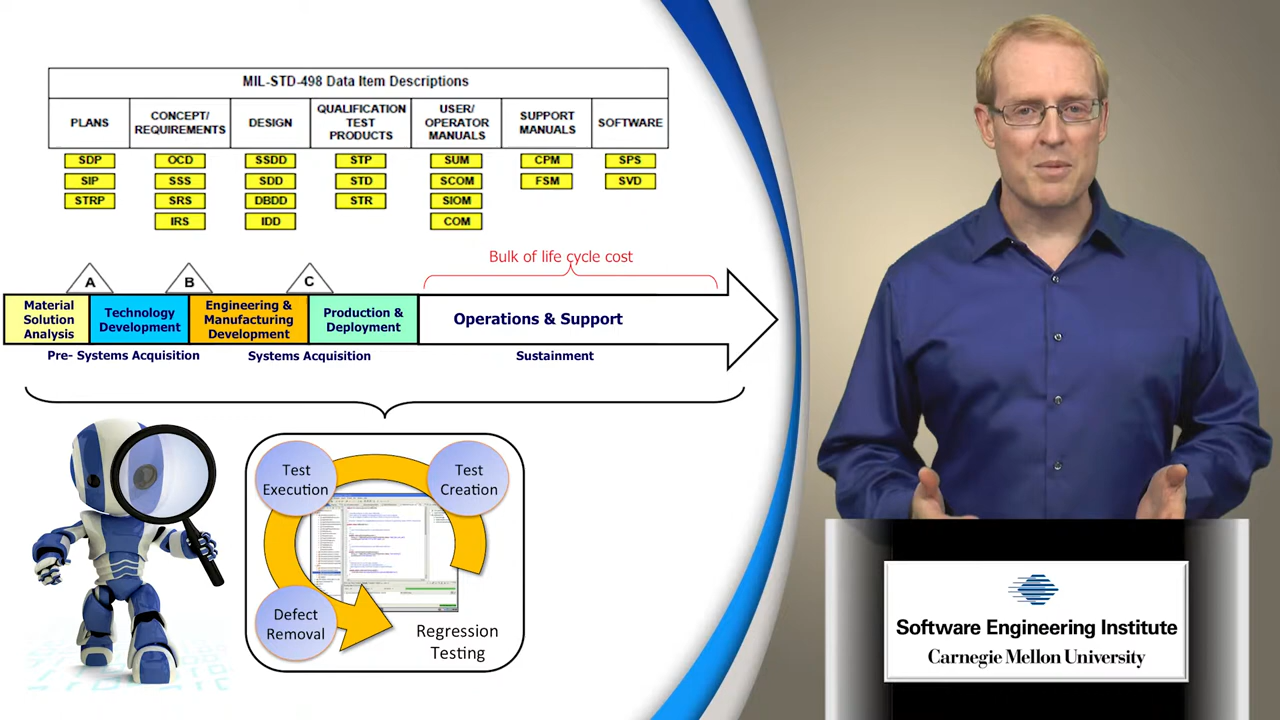 MIL-STD-498 Data Item Descriptions
PLANS
CONCEPT/
REQUIREMENTS
DESIGN
QUALIFICATION
TEST
PRODUCTS
USER/
OPERATOR
MANUALS
SUPPORT
MANUALS
SOFTWARE
SDP
OCD
SSDD
STP
SUM
CPM
SPS
SIP
SSS
SDD
STD
SCOM
FSM
SVD
STRP
SRS
DBDD
STR
SIOM
IRS
IDD
COM
Bulk of life cycle cost
A
B
C
Material
Solution
Analysis
Technology
Development
Engineering &
Manufacturing
Development
Production &
Deployment
Operations & Support
Pre- Systems Acquisition
Systems Acquisition
Sustainment
Test
Execution
Test
Creation
Defect
Removal
Regression
Testing
Software Engineering Institute
Carnegie Mellon University